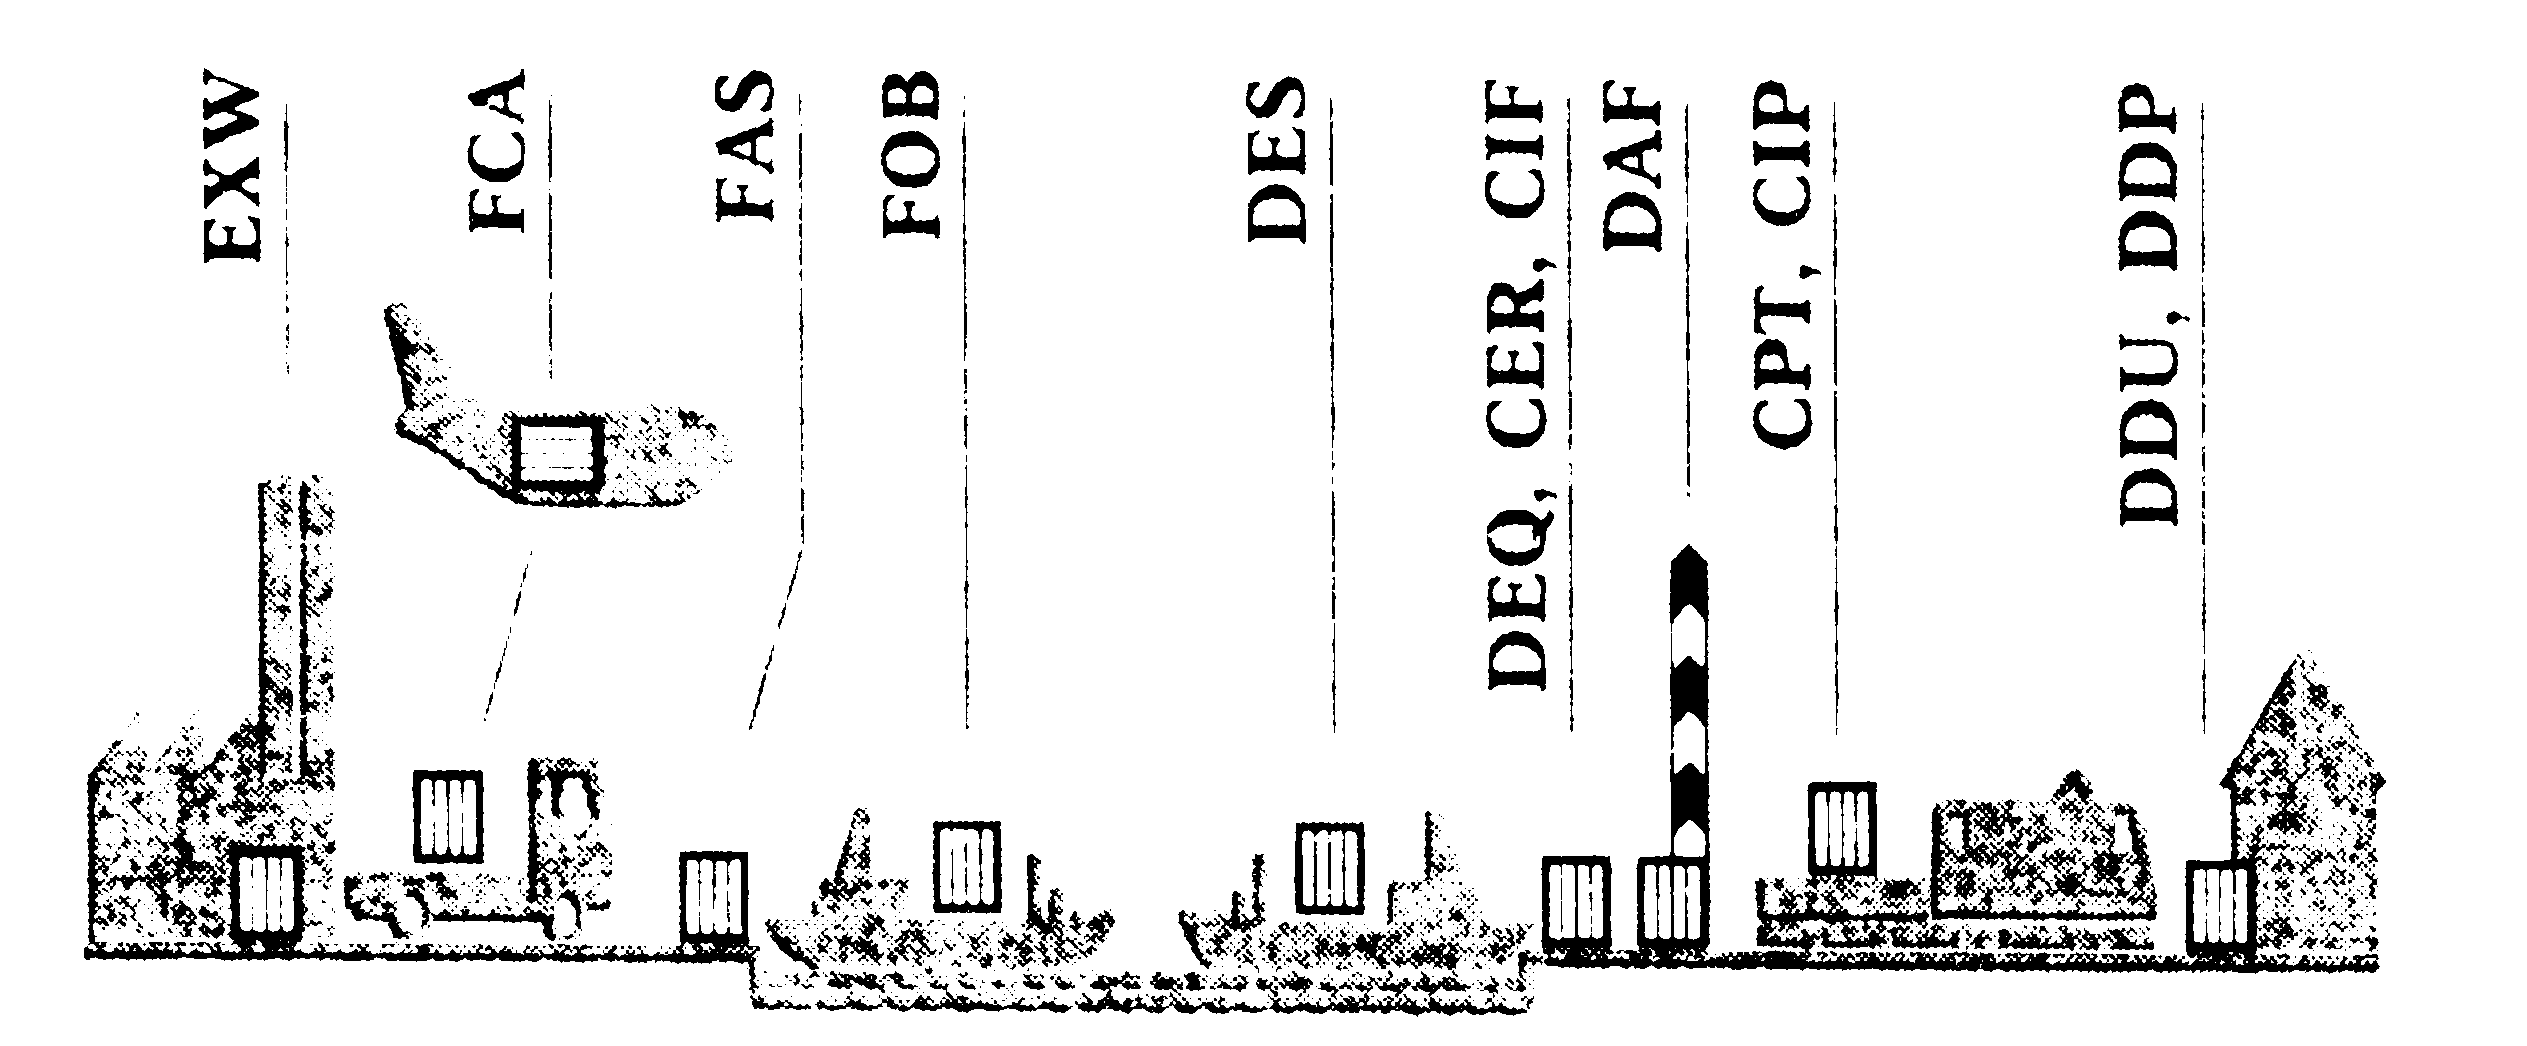 EXW
FCA
FAS
FOB
DES
DEQ, CER, CIF
DAF
CPT, CIP
DDU, DDP